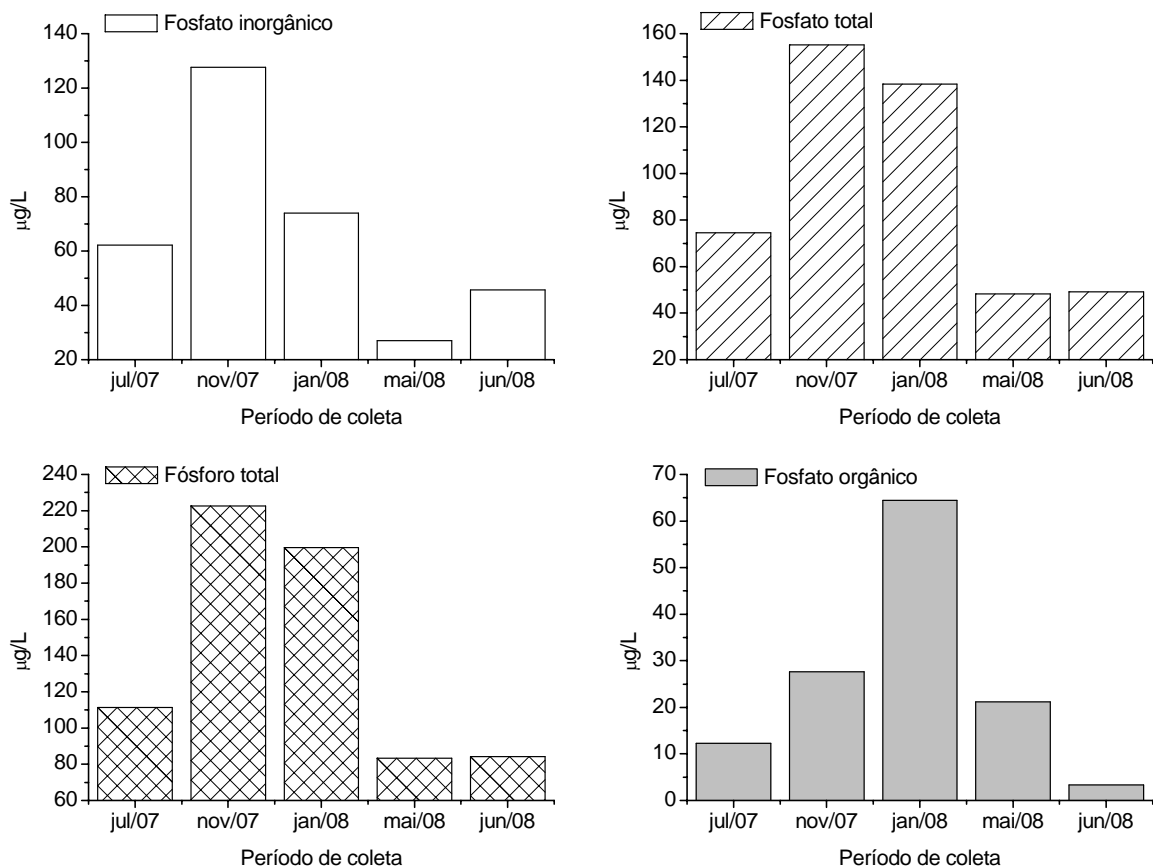 Fosfato inorgânico
140
120
100
80
60
40
20
µg/L
jul/07 nov/07 jan/08 mai/08 jun/08
Período de coleta
Fosfato total
160
140
120
100
80
60
40
20
µg/L
jul/07 nov/07 jan/08 mai/08 jun/08
Período de coleta
Fósforo total
240
220
200
180
160
140
120
100
80
60
µg/L
jul/07 nov/07 jan/08 mai/08 jun/08
Período de coleta
Fosfato orgânico
70
60
50
40
30
20
10
0
µg/L
jul/07 nov/07 jan/08 mai/08 jun/08
Período de coleta